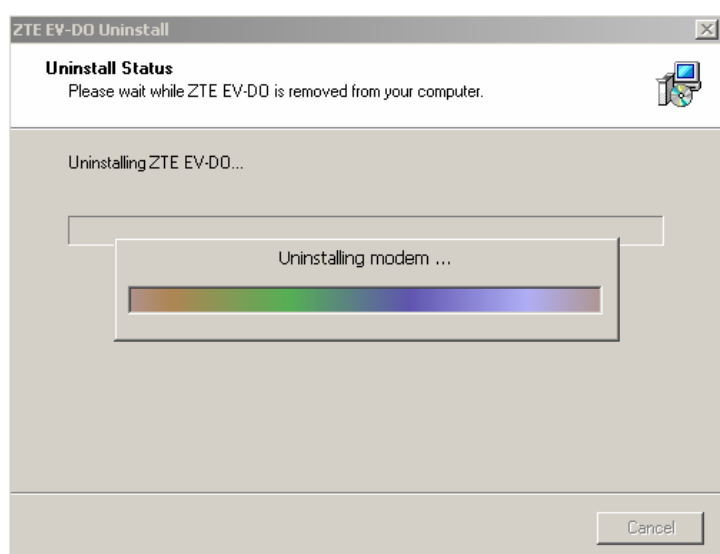 ZTE EV-DO Uninstall
Uninstall Status
Please wait while ZTE EV-DO is removed from your computer.
Uninstalling ZTE EV-DO...
Uninstalling modem ...
Cancel